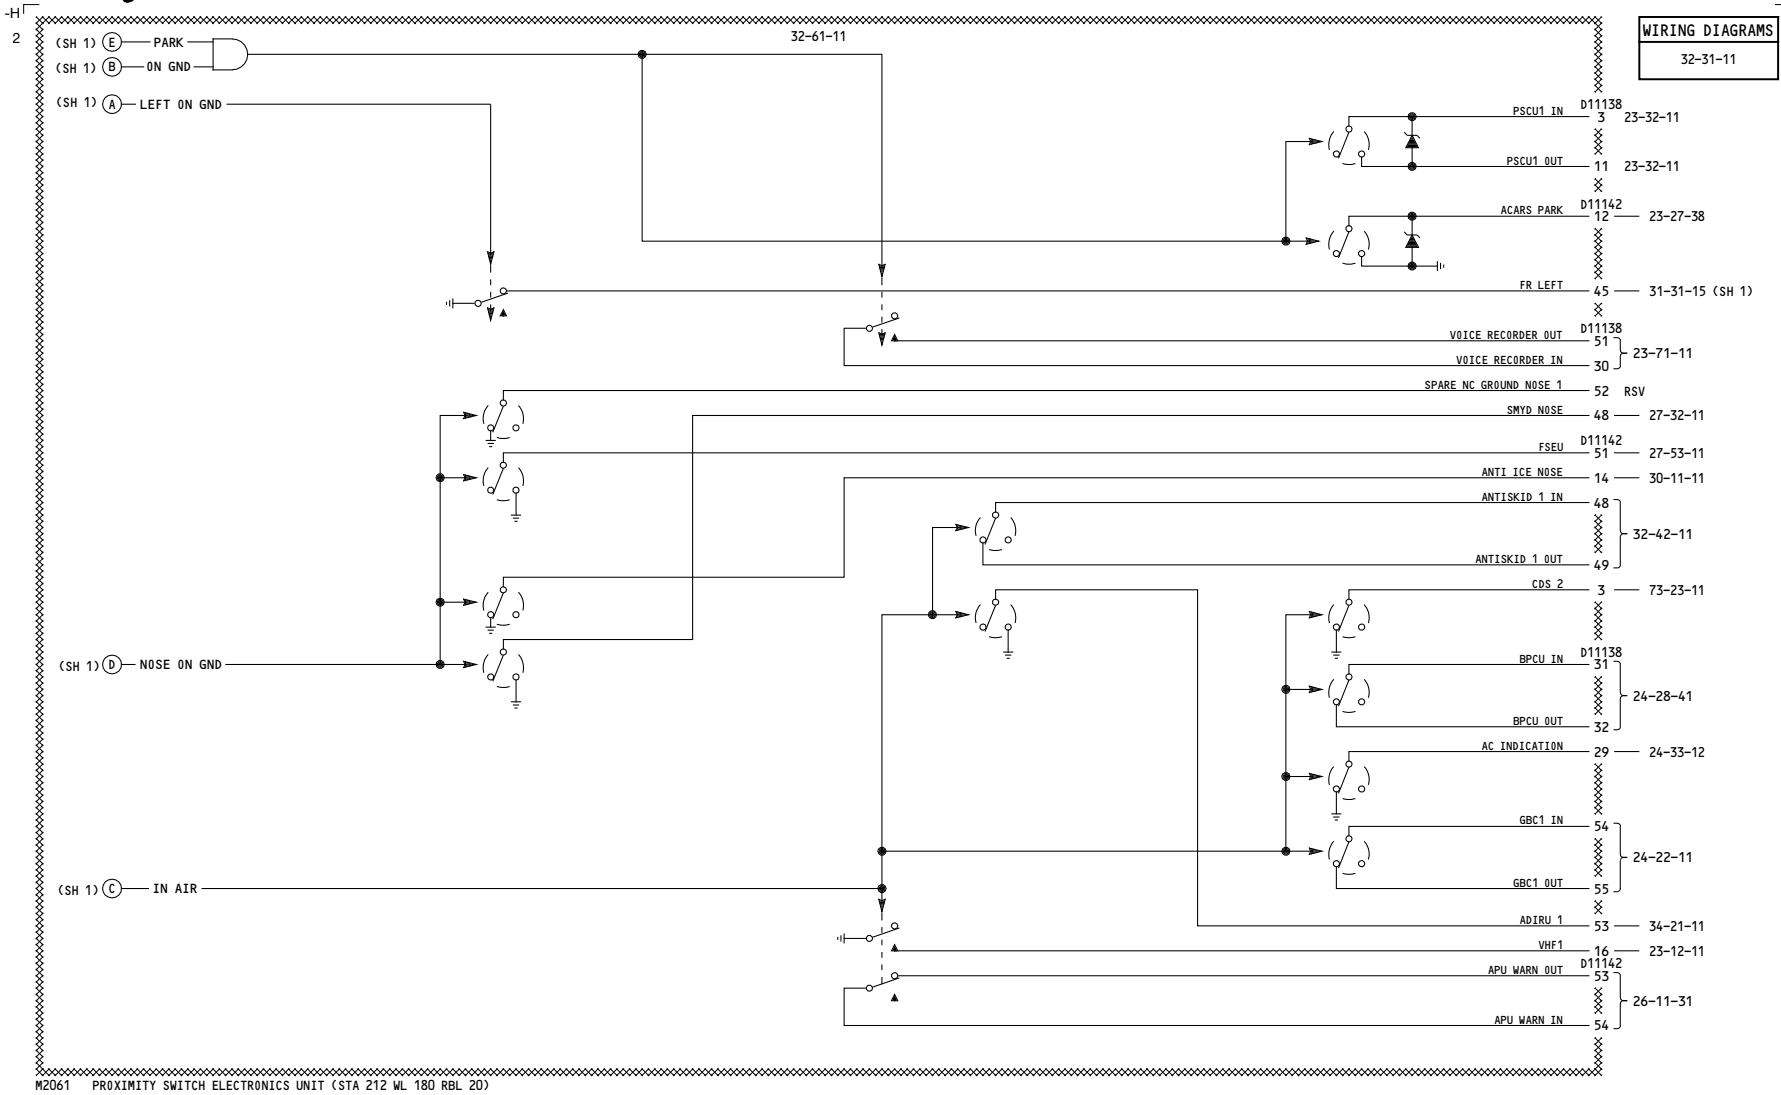 -H
2
32-61-11
WIRING DIAGRAMS
32-31-11
(SH 1) E PARK
(SH 1) B ON GND
(SH 1) A LEFT ON GND
D11138
PSCU1 IN 3 23-32-11
PSCU1 OUT 11 23-32-11
D11142
ACARS PARK 12 23-27-38
FR LEFT 45 31-31-15 (SH 1)
D11138
VOICE RECORDER OUT 51
23-71-11
VOICE RECORDER IN 30
SPARE NC GROUND NOSE 1 52 RSV
SMYD NOSE 48 27-32-11
D11142
FSEU 51 27-53-11
ANTI ICE NOSE 14 30-11-11
ANTISKID 1 IN 48
32-42-11
ANTISKID 1 OUT 49
CDS 2 3 73-23-11
D11138
(SH 1) D NOSE ON GND
BPCU IN 31
24-28-41
BPCU OUT 32
AC INDICATION 29 24-33-12
GBC1 IN 54
24-22-11
(SH 1) C IN AIR
GBC1 OUT 55
ADIRU 1 53 34-21-11
VHF1 16 23-12-11
D11142
APU WARN OUT 53
26-11-31
APU WARN IN 54
M2061 PROXIMITY SWITCH ELECTRONICS UNIT (STA 212 WL 180 RBL 20)